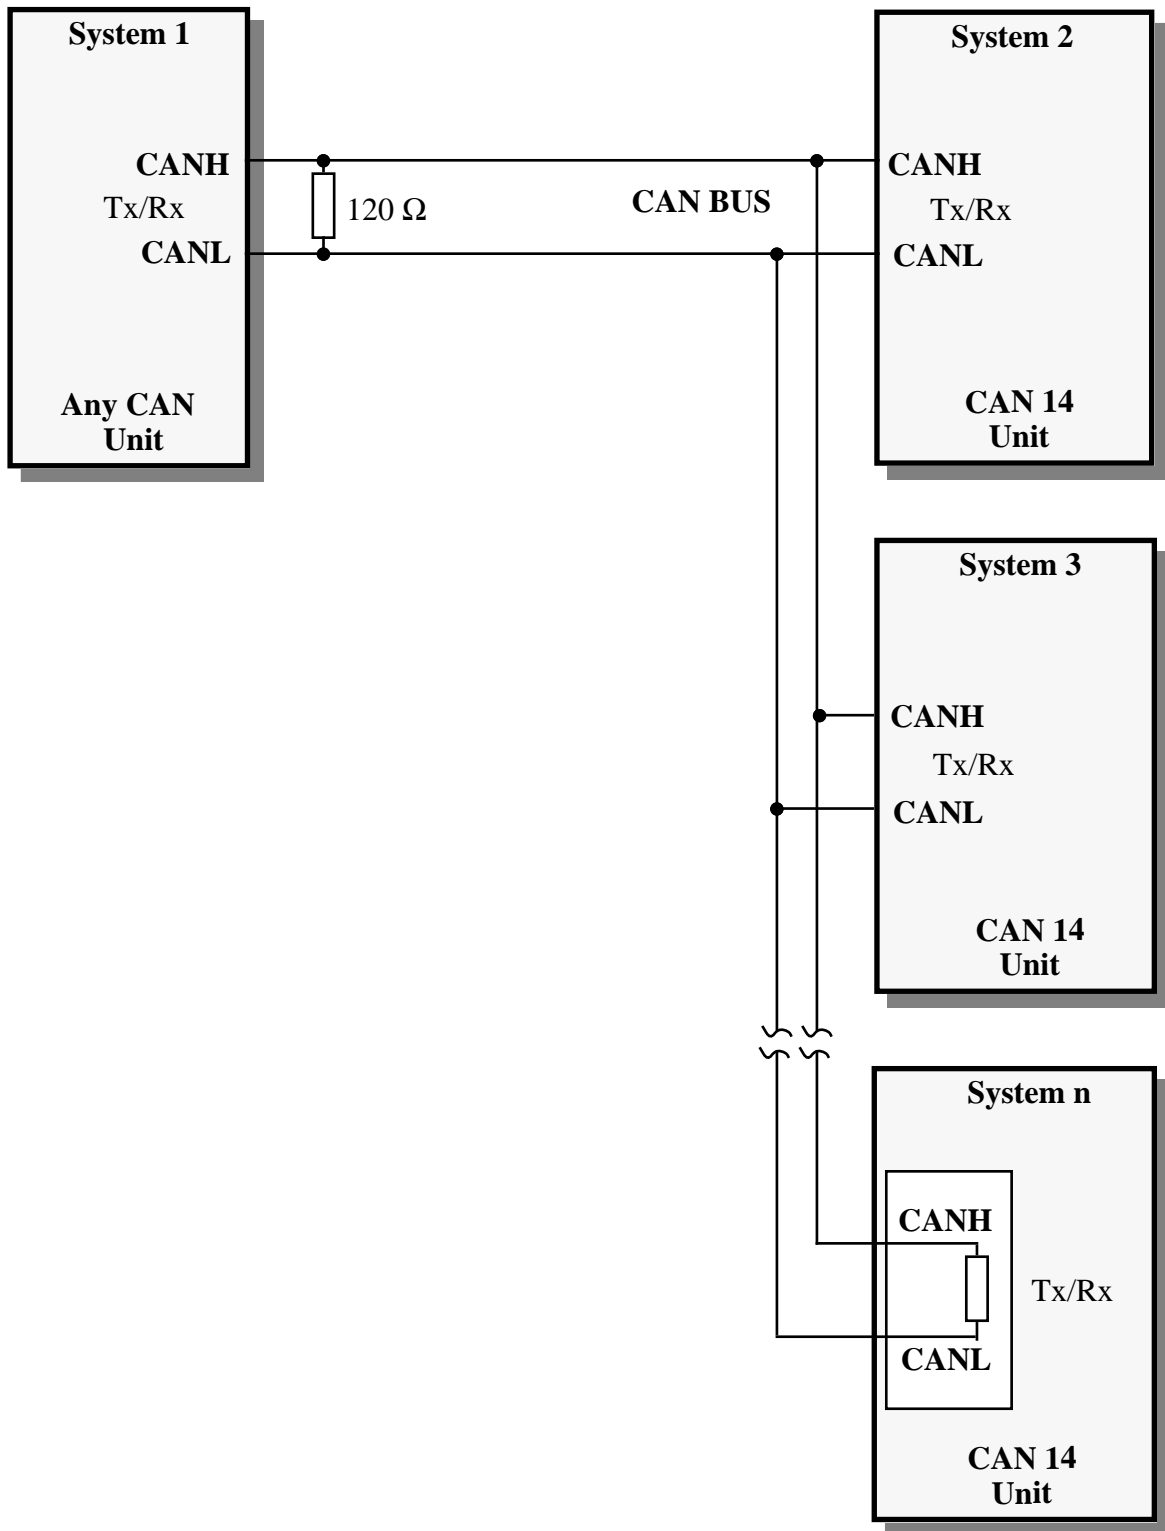 System 1
CANH
Tx/Rx
CANL
Any CAN
Unit
120 Ω
CAN BUS
System 2
CANH
Tx/Rx
CANL
CAN 14
Unit
System 3
CANH
Tx/Rx
CANL
CAN 14
Unit
System n
CANH
Tx/Rx
CANL
CAN 14
Unit